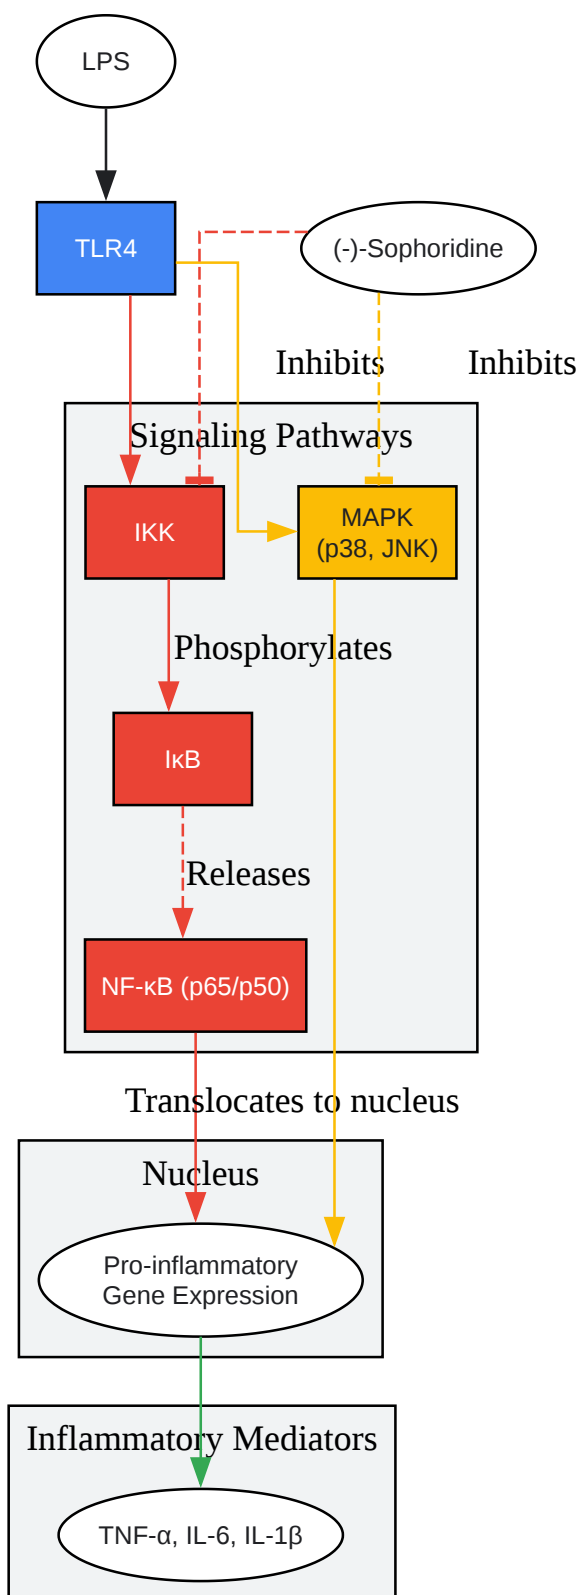 LPS
TLR4
(-)-Sophoridine
Inhibits
Inhibits
Signaling Pathways
IKK
MAPK
(p38, JNK)
Phosphorylates
IκB
Releases
NF-κB (p65/p50)
Translocates to nucleus
Nucleus
Pro-inflammatory
Gene Expression
Inflammatory Mediators
TNF-α, IL-6, IL-1β